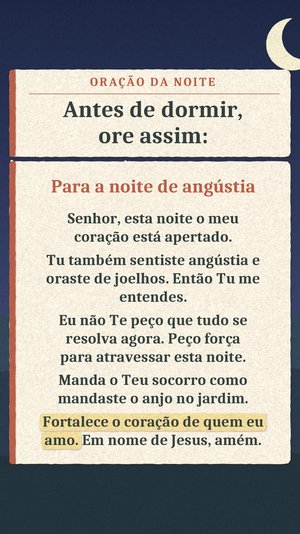 ORAÇÃO DA NOITE
Antes de dormir,
ore assim:
Para a noite de angústia
Senhor, esta noite o meu
coração está apertado.
Tu também sentiste angústia e
oraste de joelhos. Então Tu me
entendes.
Eu não Te peço que tudo se
resolva agora. Peço força
para atravessar esta noite.
Manda o Teu socorro como
mandaste o anjo no jardim.
Fortalece o coração de quem eu
amo. Em nome de Jesus, amém.